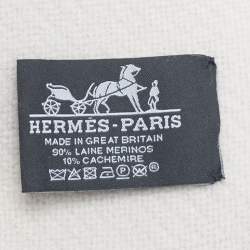 HERMÈS-PARIS
MADE IN GREAT BRITAIN
90% LAINE MERINOS
10% CACHEMIRE